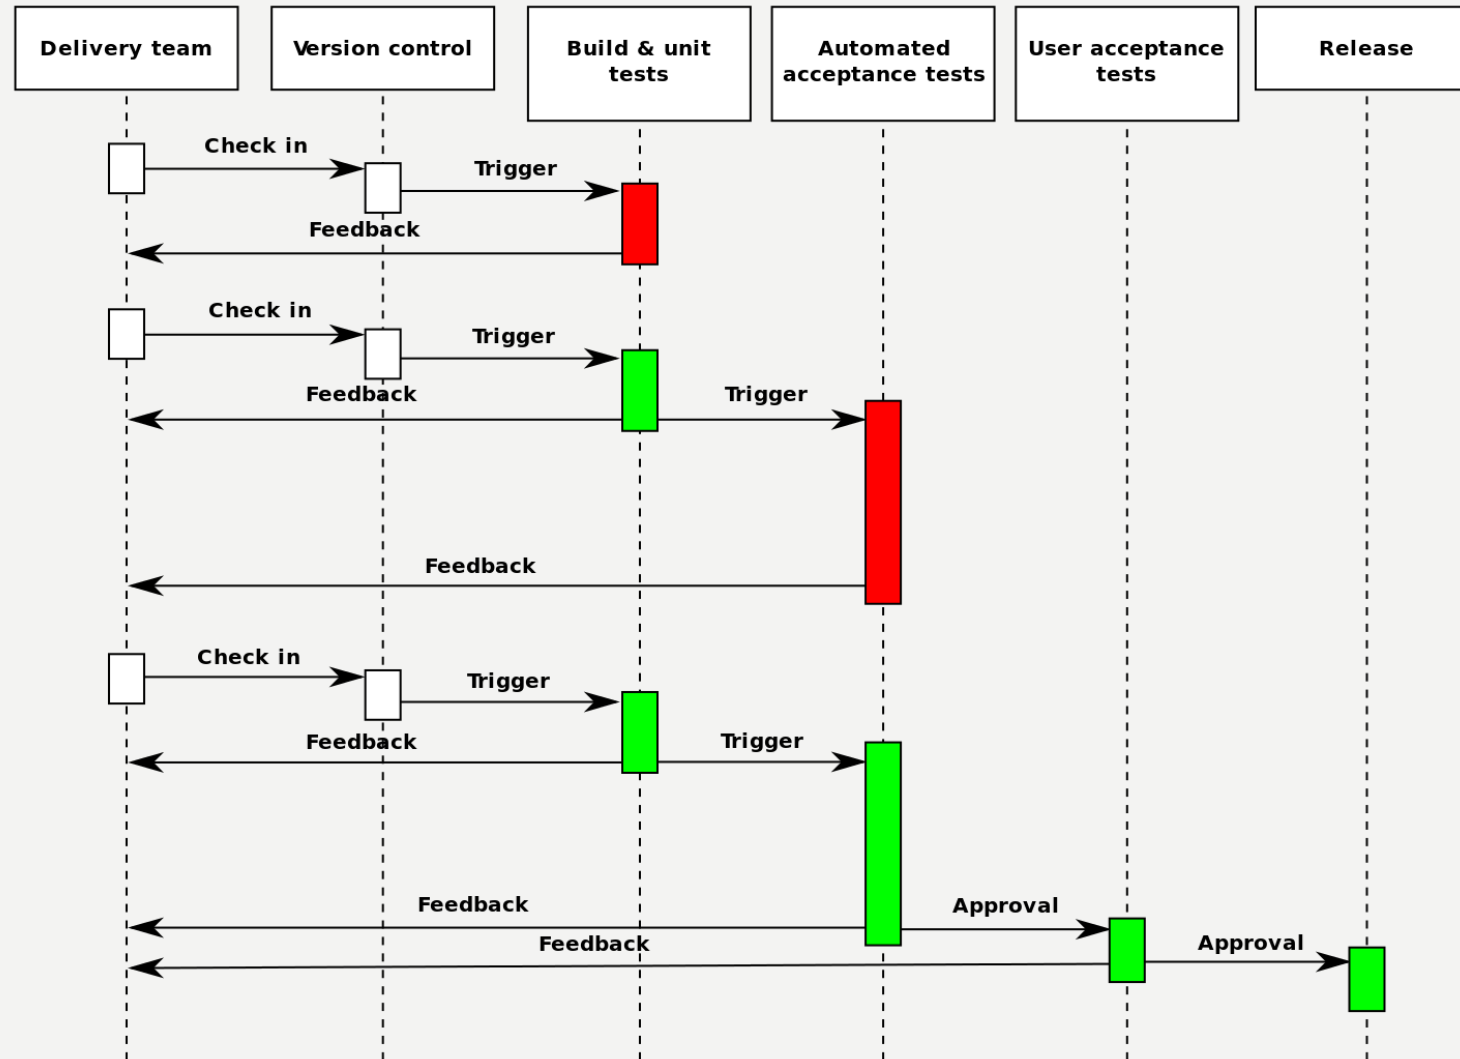 Delivery team
Version control
Build & unit
tests
Automated
acceptance tests
User acceptance
tests
Release
Check in
Trigger
Feedback
Check in
Trigger
Feedback
Trigger
Feedback
Check in
Trigger
Feedback
Trigger
Feedback
Approval
Feedback
Approval